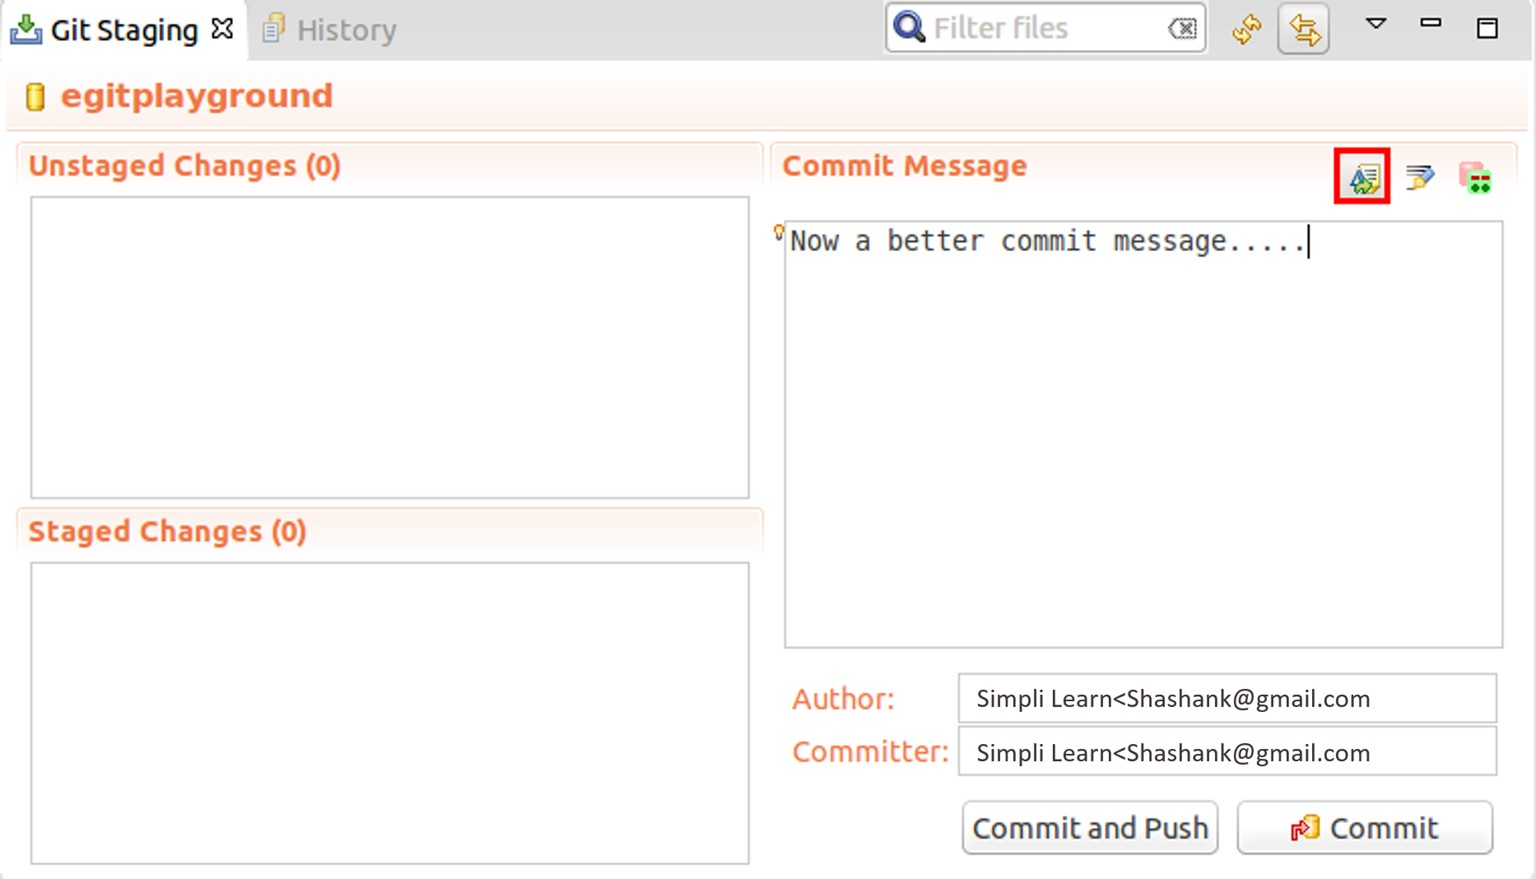 Git Staging
History
Filter files
egitplayground
Unstaged Changes (0)
Commit Message
Now a better commit message.....
Staged Changes (0)
Author: Simpli Learn<Shashank@gmail.com
Committer: Simpli Learn<Shashank@gmail.com
Commit and Push
Commit